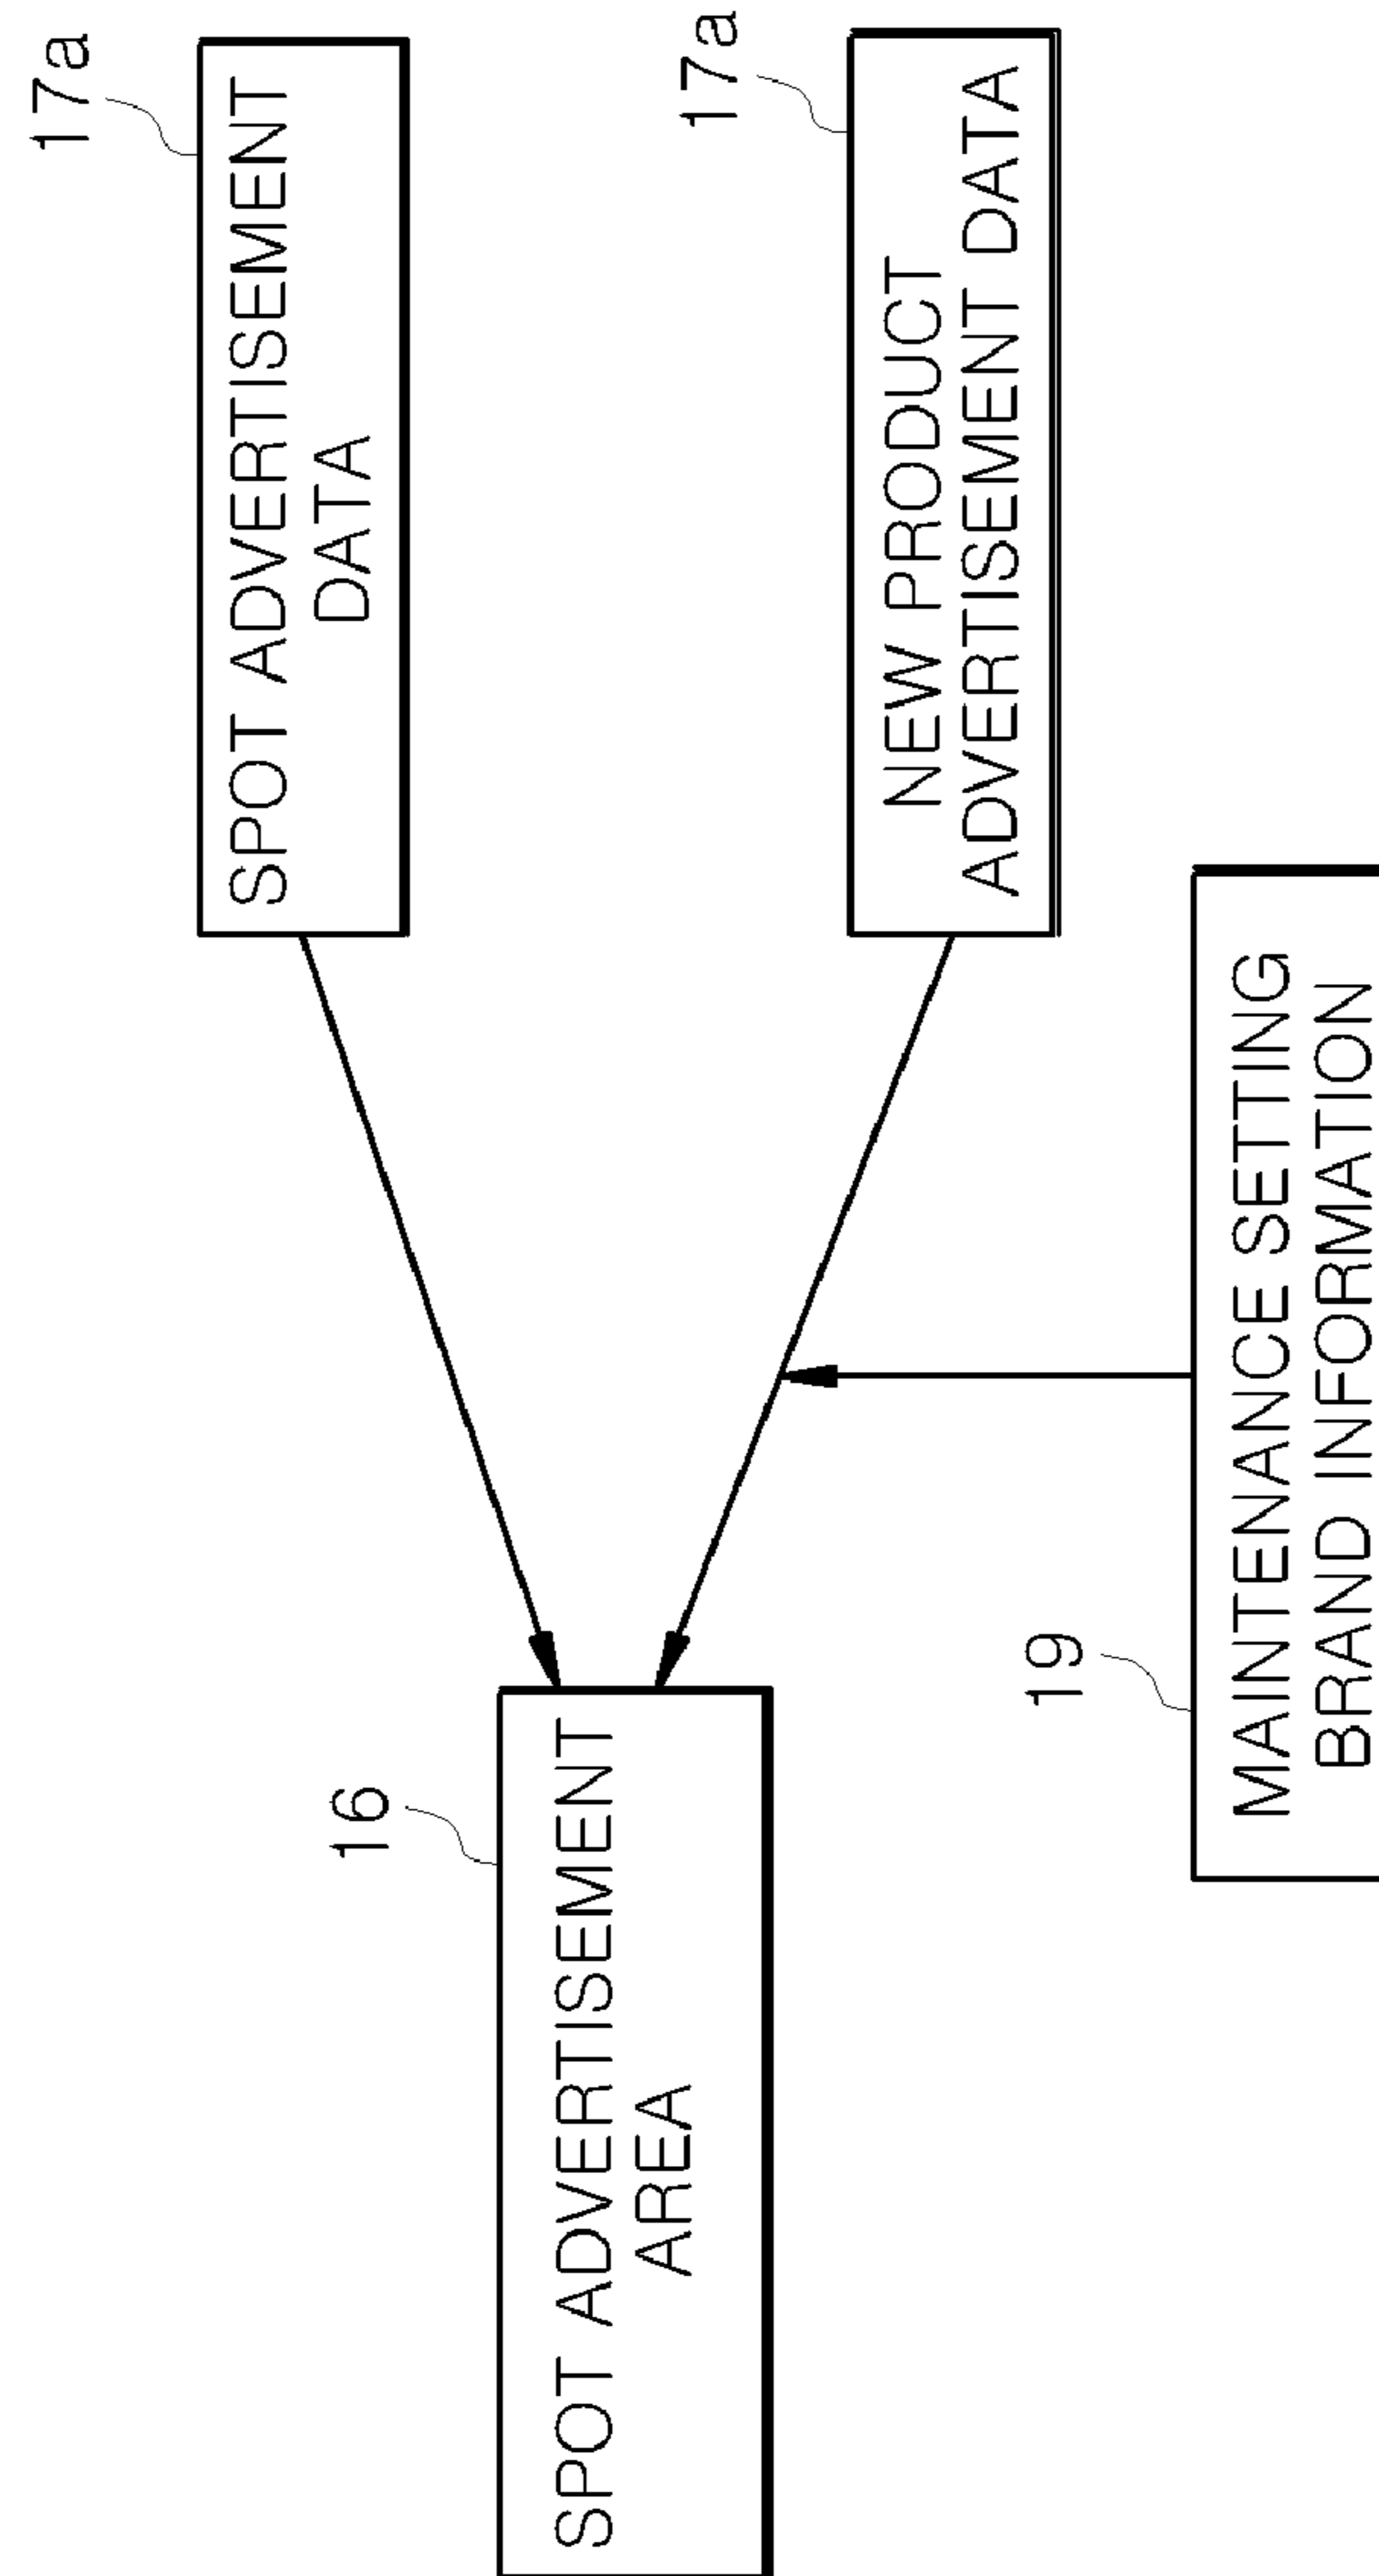 17a
SPOT ADVERTISEMENT
DATA
16
SPOT ADVERTISEMENT
AREA
17a
NEW PRODUCT
ADVERTISEMENT DATA
19
MAINTENANCE SETTING
BRAND INFORMATION